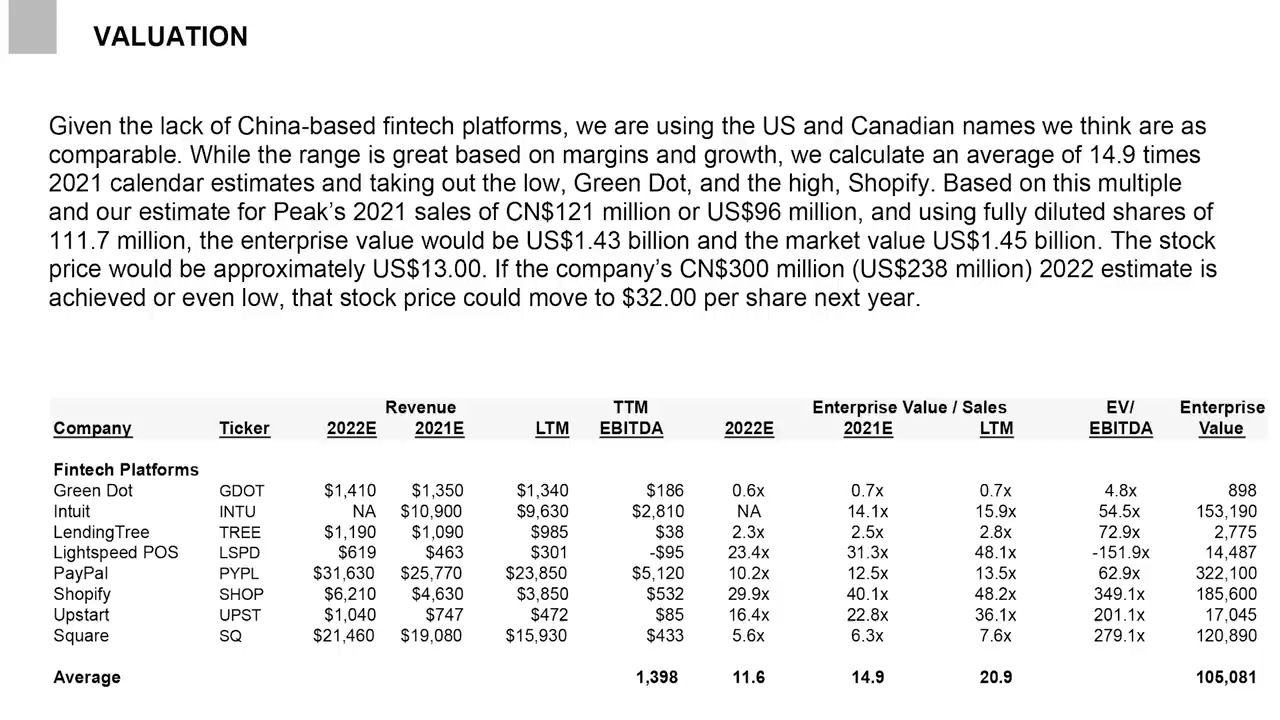 VALUATION
Given the lack of China-based fintech platforms, we are using the US and Canadian names we think are as
comparable. While the range is great based on margins and growth, we calculate an average of 14.9 times
2021 calendar estimates and taking out the low, Green Dot, and the high, Shopify. Based on this multiple
and our estimate for Peak’s 2021 sales of CN$121 million or US$96 million, and using fully diluted shares of
111.7 million, the enterprise value would be US$1.43 billion and the market value US$1.45 billion. The stock
price would be approximately US$13.00. If the company’s CN$300 million (US$238 million) 2022 estimate is
achieved or even low, that stock price could move to $32.00 per share next year.
Revenue TTM Enterprise Value / Sales EV/ Enterprise
Company Ticker 2022E 2021E LTM EBITDA 2022E 2021E LTM EBITDA Value
Fintech Platforms
Green Dot GDOT $1,410 $1,350 $1,340 $186 0.6x 0.7x 0.7x 4.8x 898
Intuit INTU NA $10,900 $9,630 $2,810 NA 14.1x 15.9x 54.5x 153,190
LendingTree TREE $1,190 $1,090 $985 $38 2.3x 2.5x 2.8x 72.9x 2,775
Lightspeed POS LSPD $619 $463 $301 -$95 23.4x 31.3x 48.1x -151.9x 14,487
PayPal PYPL $31,630 $25,770 $23,850 $5,120 10.2x 12.5x 13.5x 62.9x 322,100
Shopify SHOP $6,210 $4,630 $3,850 $532 29.9x 40.1x 48.2x 349.1x 185,600
Upstart UPST $1,040 $747 $472 $85 16.4x 22.8x 36.1x 201.1x 17,045
Square SQ $21,460 $19,080 $15,930 $433 5.6x 6.3x 7.6x 279.1x 120,890
Average 1,398 11.6 14.9 20.9 105,081